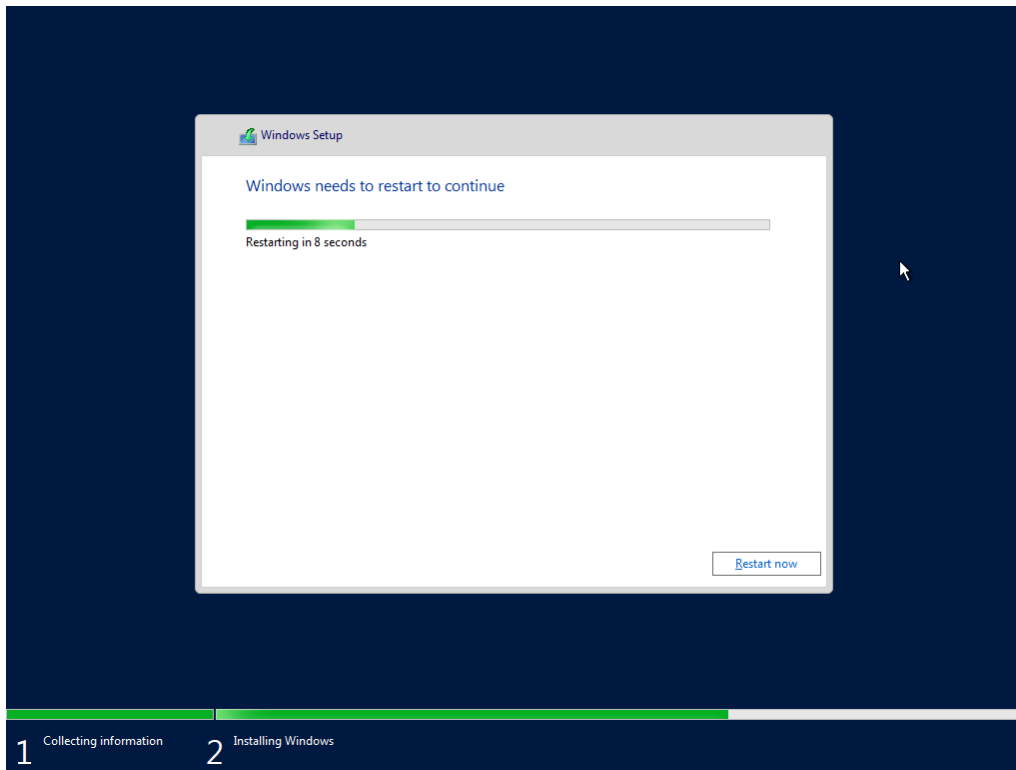 Windows Setup
Windows needs to restart to continue
Restarting in 8 seconds
Restart now
1 Collecting information 2 Installing Windows